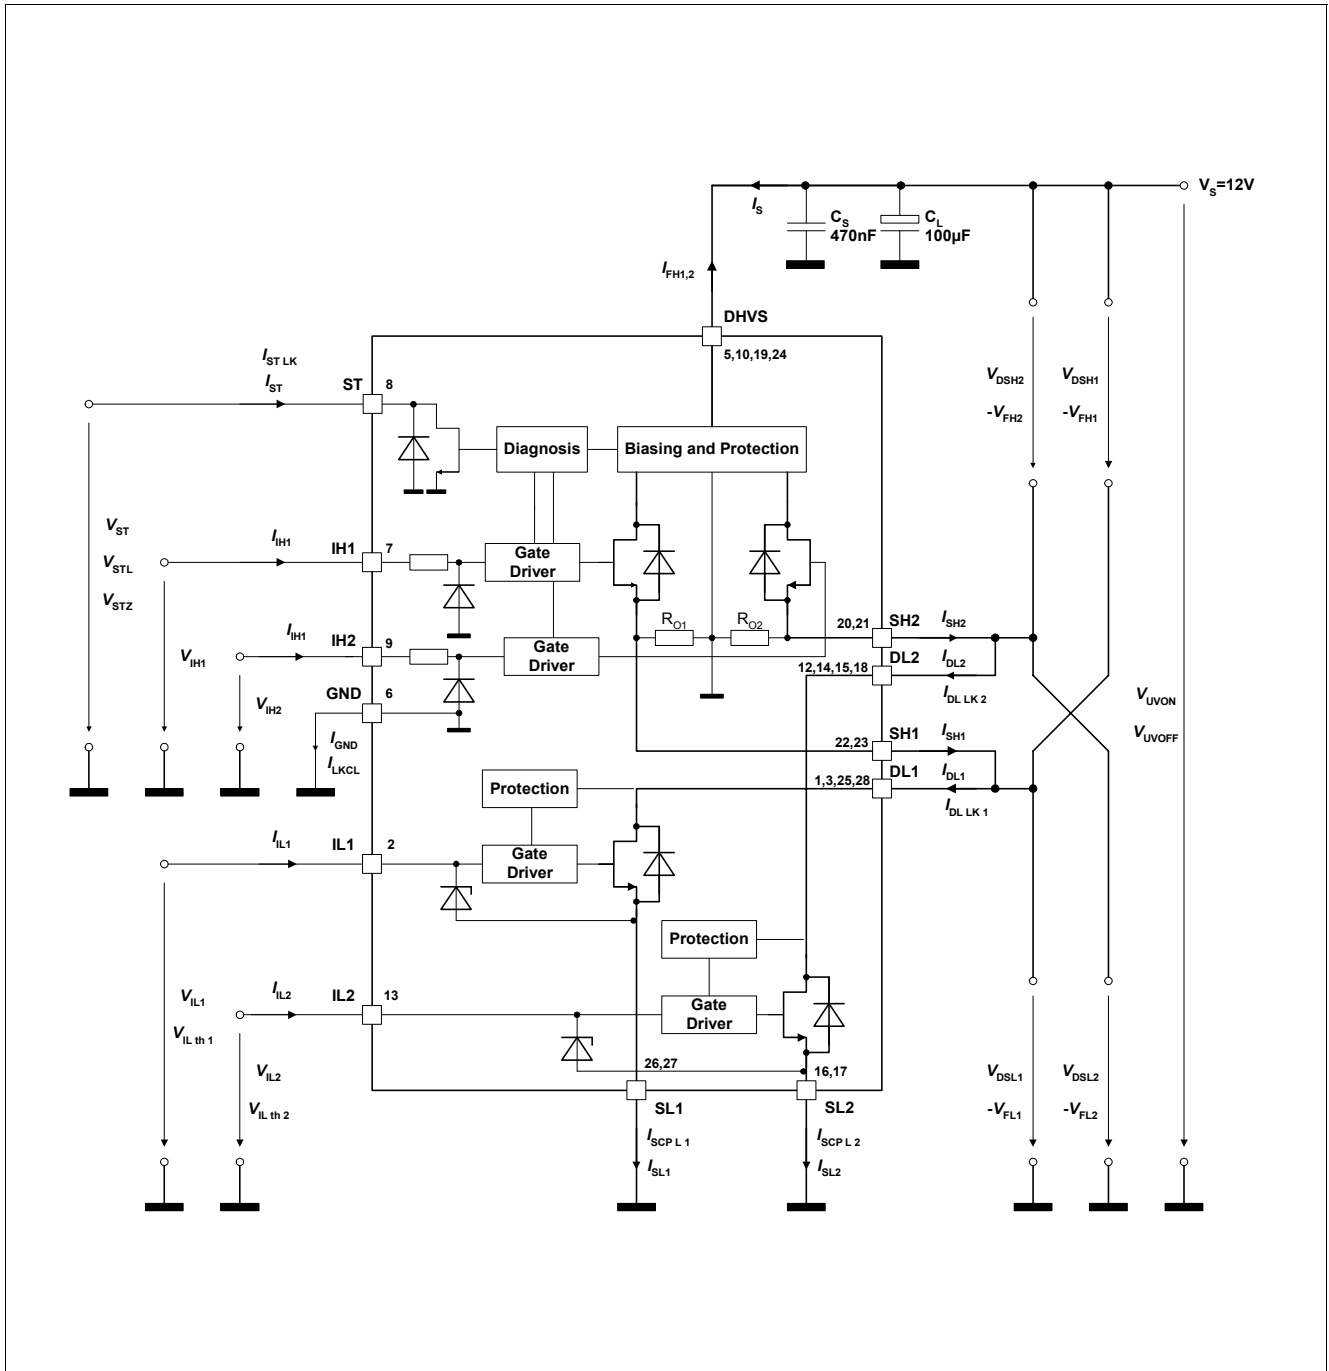 V_S=12V
I_S
C_S
470nF
C_L
100µF
I_FH1,2
DHVS
5,10,19,24
I_ST LK
I_ST
ST
8
V_DSH2
-V_FH2
V_DSH1
-V_FH1
Diagnosis
Biasing and Protection
V_ST
V_STL
V_STZ
I_IH1
IH1
7
Gate
Driver
R_O1
R_O2
20,21
SH2
I_SH2
V_IH1
I_IH1
IH2
9
Gate
Driver
12,14,15,18
DL2
I_DL2
I_DL LK 2
V_IH2
GND
6
I_GND
I_LKCL
V_UVON
V_UVOFF
22,23
SH1
I_SH1
Protection
1,3,25,28
DL1
I_DL1
I_DL LK 1
I_IL1
IL1
2
Gate
Driver
Protection
V_IL1
V_IL th 1
I_IL2
IL2
13
Gate
Driver
V_IL2
V_IL th 2
26,27
16,17
V_DSL1
-V_FL1
V_DSL2
-V_FL2
SL1
SL2
I_SCP L 1
I_SL1
I_SCP L 2
I_SL2